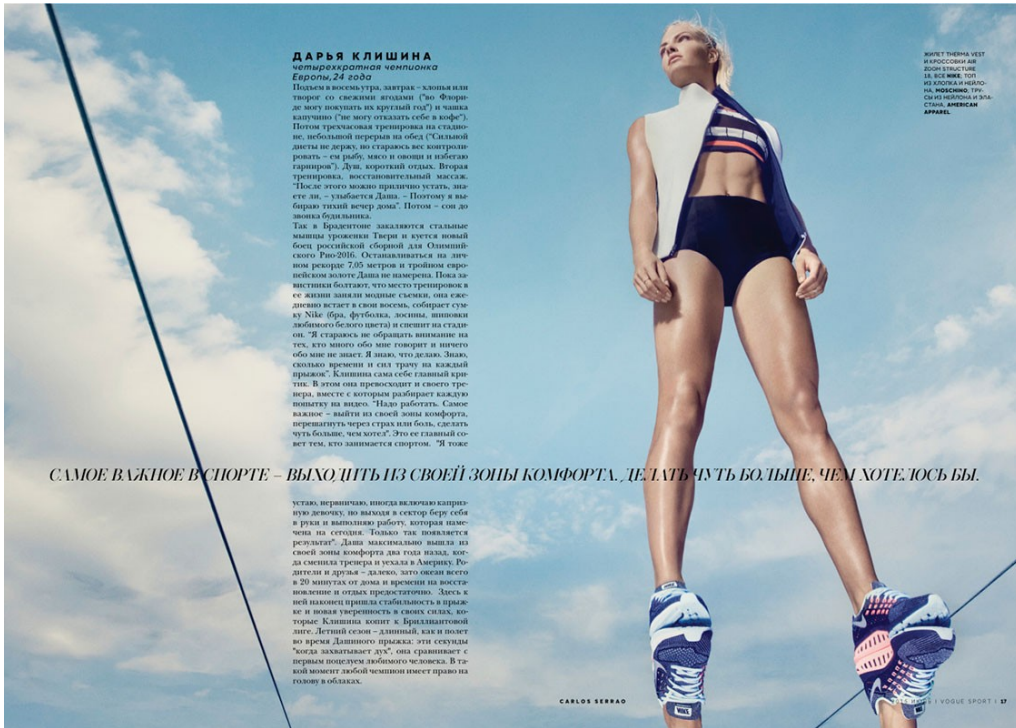 ДАРЬЯ КЛИШИНА
четырехкратная чемпионка
Европы, 24 года
Подъем в восемь утра, завтрак – хлопья или
творог со свежими ягодами ("во Флори-
де могу покупать их круглый год") и чашка
капучино ("не могу отказать себе в кофе").
Потом трехчасовая тренировка на стадио-
не, небольшой перерыв на обед ("Сильной
диеты не держу, но стараюсь вес контроли-
ровать – ем рыбу, мясо и овощи и избегаю
гарниров"). Душ, короткий отдых. Вторая
тренировка, восстановительный массаж.
"После этого можно прилично устать, зна-
ете ли, – улыбается Даша. – Поэтому я вы-
бираю тихий вечер дома". Потом – сон до
звонка будильника.
Так в Брадентоне закаляются стальные
мышцы уроженки Твери и куется новый
боец российской сборной для Олимпий-
ского Рио-2016. Останавливаться на лич-
ном рекорде 7,05 метров и тройном евро-
пейском золоте Даша не намерена. Пока за-
вистники болтают, что место тренировок в
ее жизни заняли модные съемки, она еже-
дневно встает в свои восемь, собирает сум-
ку Nike (бра, футболка, лосины, шиповки
любимого белого цвета) и спешит на стади-
он. "Я стараюсь не обращать внимание на
тех, кто много обо мне говорит и ничего
обо мне не знает. Я знаю, что делаю. Знаю,
сколько времени и сил трачу на каждый
прыжок". Клишина сама себе главный кри-
тик. В этом она превосходит и своего тре-
нера, вместе с которым разбирает каждую
попытку на видео. "Надо работать. Самое
важное – выйти из своей зоны комфорта,
перешагнуть через страх или боль, сделать
чуть больше, чем хотел". Это ее главный со-
вет тем, кто занимается спортом. "Я тоже
САМОЕ ВАЖНОЕ В СПОРТЕ – ВЫХОДИТЬ ИЗ СВОЕЙ ЗОНЫ КОМФОРТА. ДЕЛАТЬ ЧУТЬ БОЛЬШЕ, ЧЕМ ХОТЕЛОСЬ БЫ.
устаю, нервничаю, иногда включаю каприз-
ную девочку, но выходя в сектор беру себя
в руки и выполняю работу, которая наме-
чена на сегодня. Только так появляется
результат". Даша максимально вышла из
своей зоны комфорта два года назад, ког-
да сменила тренера и уехала в Америку. Ро-
дители и друзья – далеко, зато океан всего
в 20 минутах от дома и времени на восста-
новление и отдых предостаточно. Здесь к
ней наконец пришла стабильность в прыж-
ке и новая уверенность в своих силах, ко-
торые Клишина копит к Бриллиантовой
лиге. Летний сезон – длинный, как и полет
во время Дашиного прыжка: эти секунды
"когда захватывает дух", она сравнивает с
первым поцелуем любимого человека. В та-
кой момент любой чемпион имеет право на
голову в облаках.
ЖИЛЕТ THERMA VEST
И КРОССОВКИ AIR
ZOOM STRUCTURE
18, ВСЕ NIKE; ТОП
ИЗ ХЛОПКА И НЕЙЛО-
НА, MOSCHINO; ТРУ-
СЫ ИЗ НЕЙЛОНА И ЭЛА-
СТАНА, AMERICAN
APPAREL
NIKE
CARLOS SERRAO
VOGUE SPORT | 17